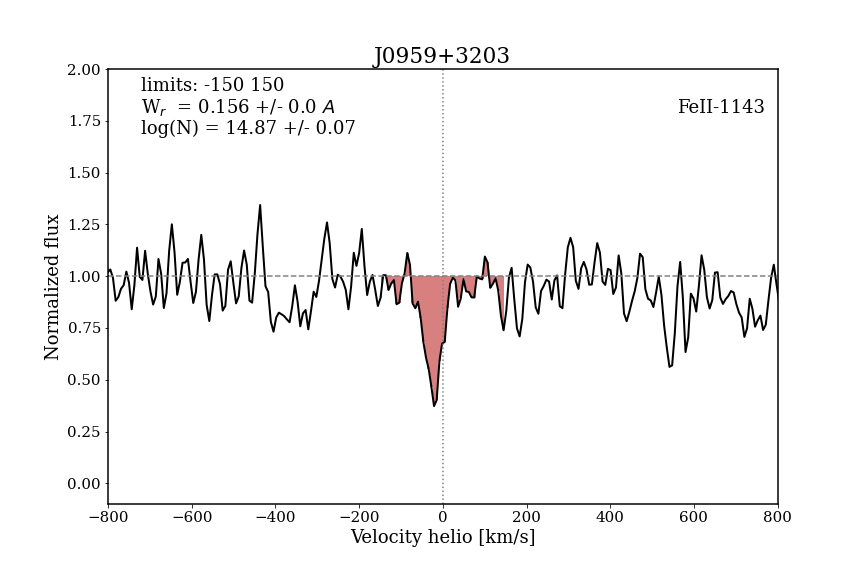 J0959+3203
limits: -150 150
Wr = 0.156 +/- 0.0 A
log(N) = 14.87 +/- 0.07
FeII-1143
Normalized flux
2.00
1.75
1.50
1.25
1.00
0.75
0.50
0.25
0.00
−800 −600 −400 −200 0 200 400 600 800
Velocity helio [km/s]